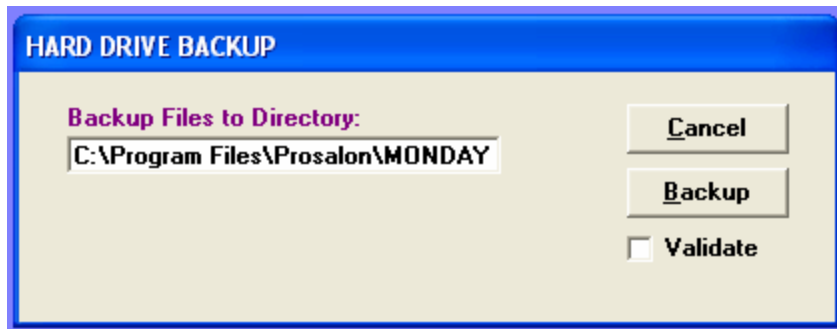 HARD DRIVE BACKUP
Backup Files to Directory:
C:\Program Files\Prosalon\MONDAY
Cancel
Backup
Validate